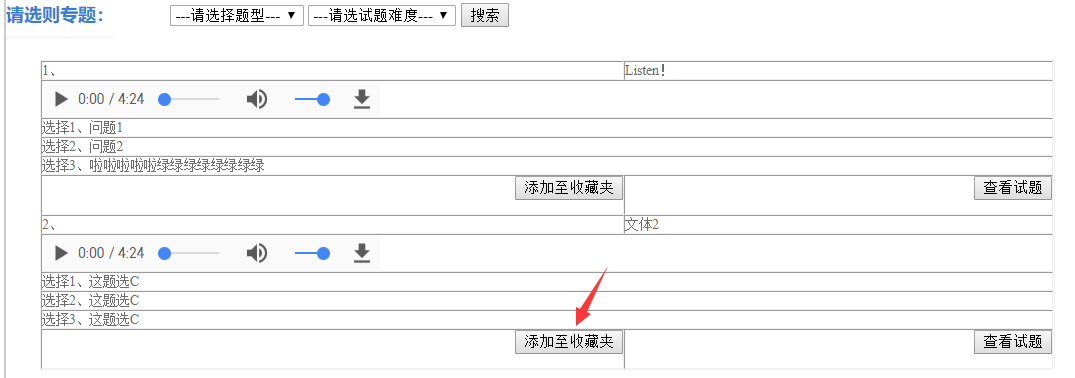 请选则专题： ---请选择题型--- ---请选试题难度--- 搜索
1、 Listen！
0:00 / 4:24
选择1、问题1
选择2、问题2
选择3、啦啦啦啦啦绿绿绿绿绿绿绿绿
添加至收藏夹 查看试题
2、 文体2
0:00 / 4:24
选择1、这题选C
选择2、这题选C
选择3、这题选C
添加至收藏夹 查看试题